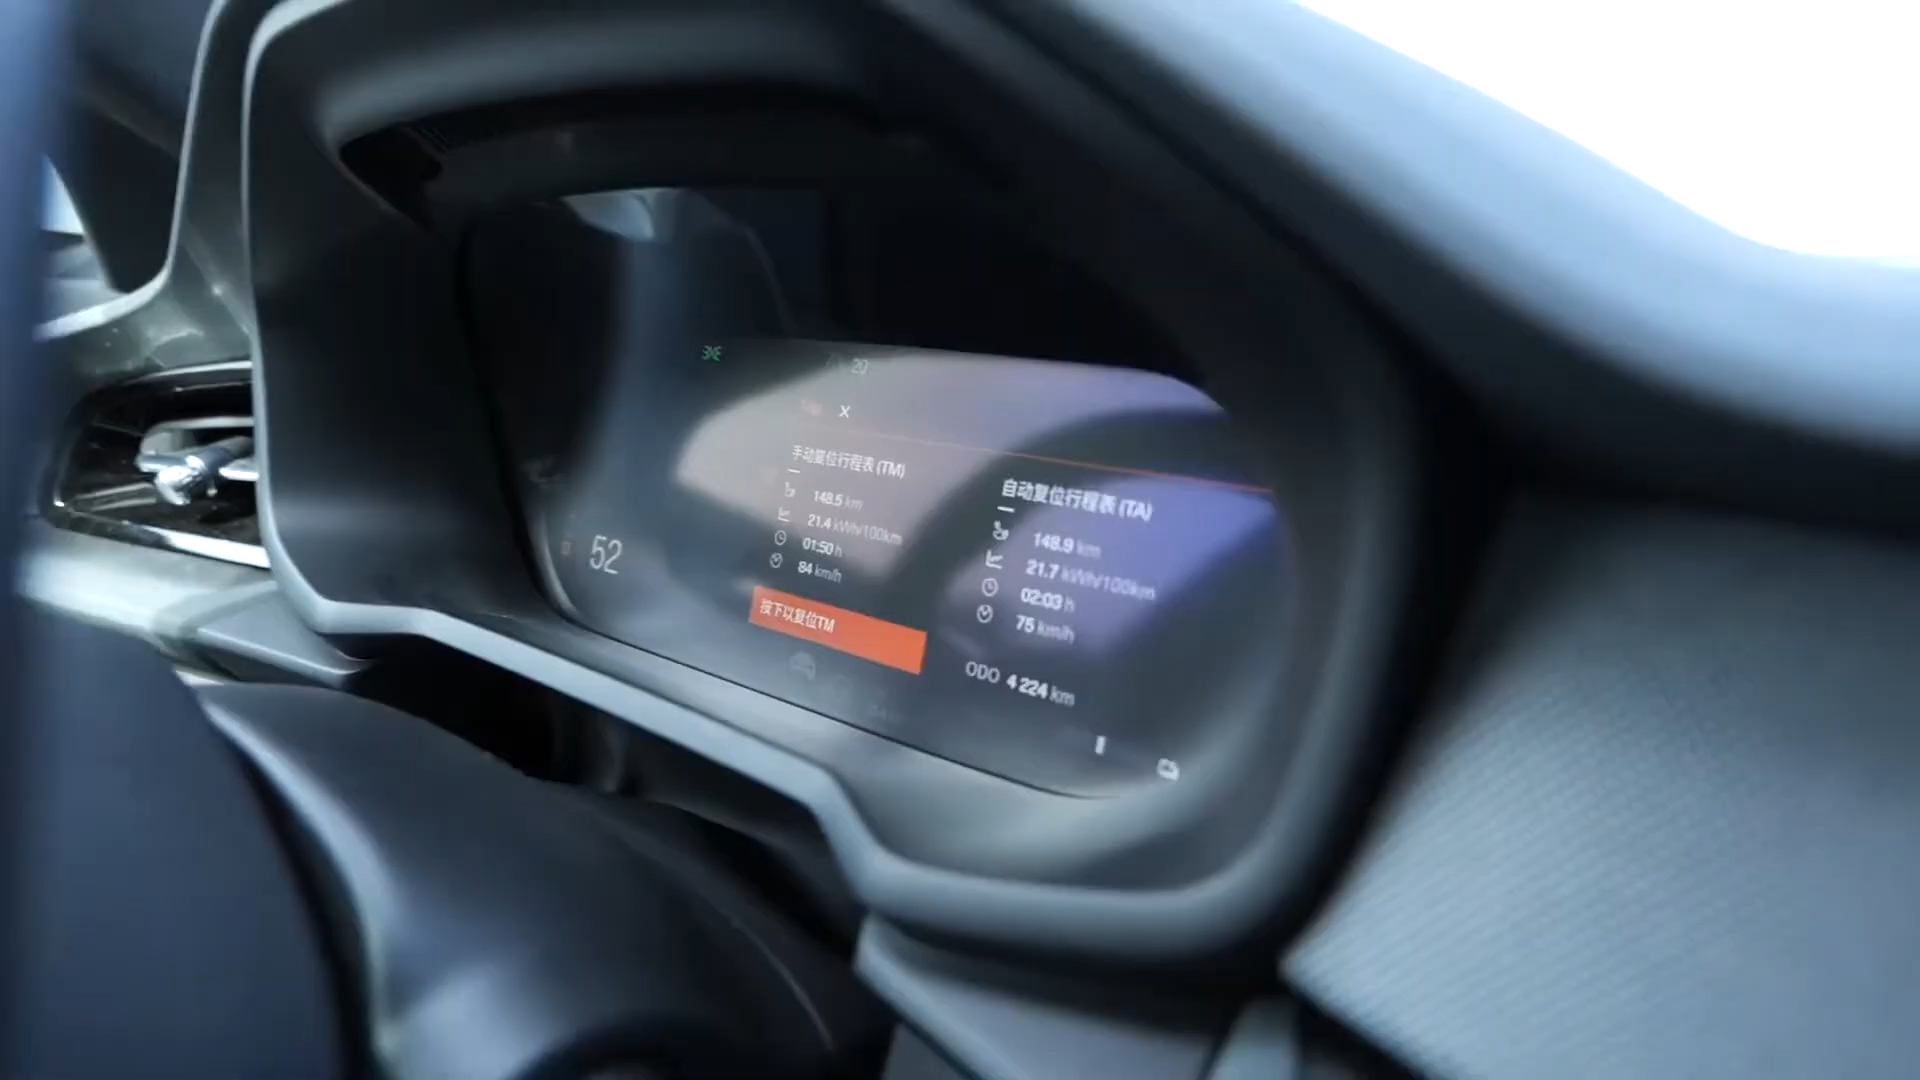 20
X
手动复位行程表 (TM)
148.5 km
21.4 kWh/100km
01:50 h
84 km/h
按下以复位TM
自动复位行程表 (TA)
148.9 km
21.7 kWh/100km
02:03 h
75 km/h
ODO 4 224 km
52